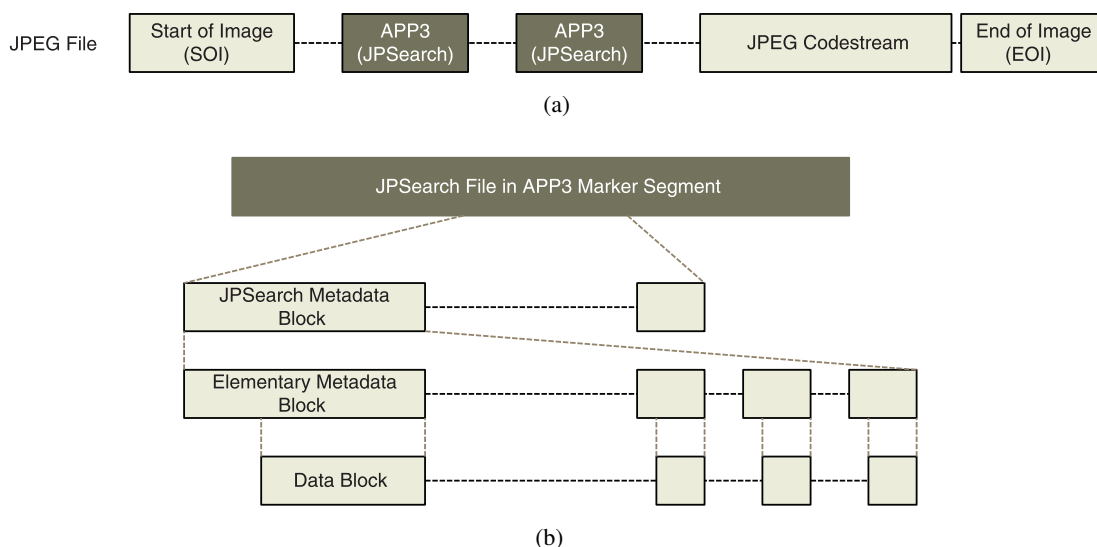 JPEG File
Start of Image
(SOI)
APP3
(JPSearch)
APP3
(JPSearch)
JPEG Codestream
End of Image
(EOI)
(a)
JPSearch File in APP3 Marker Segment
JPSearch Metadata
Block
Elementary Metadata
Block
Data Block
(b)